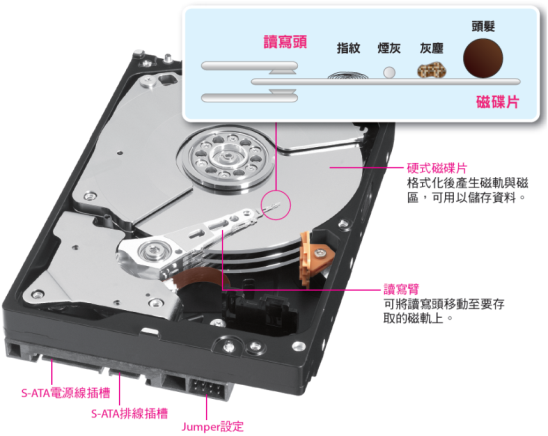 頭髮
讀寫頭
指紋 煙灰 灰塵
磁碟片
硬式磁碟片
格式化後產生磁軌與磁
區，可用以儲存資料。
讀寫臂
可將讀寫頭移動至要存
取的磁軌上。
S-ATA電源線插槽
S-ATA排線插槽
Jumper設定